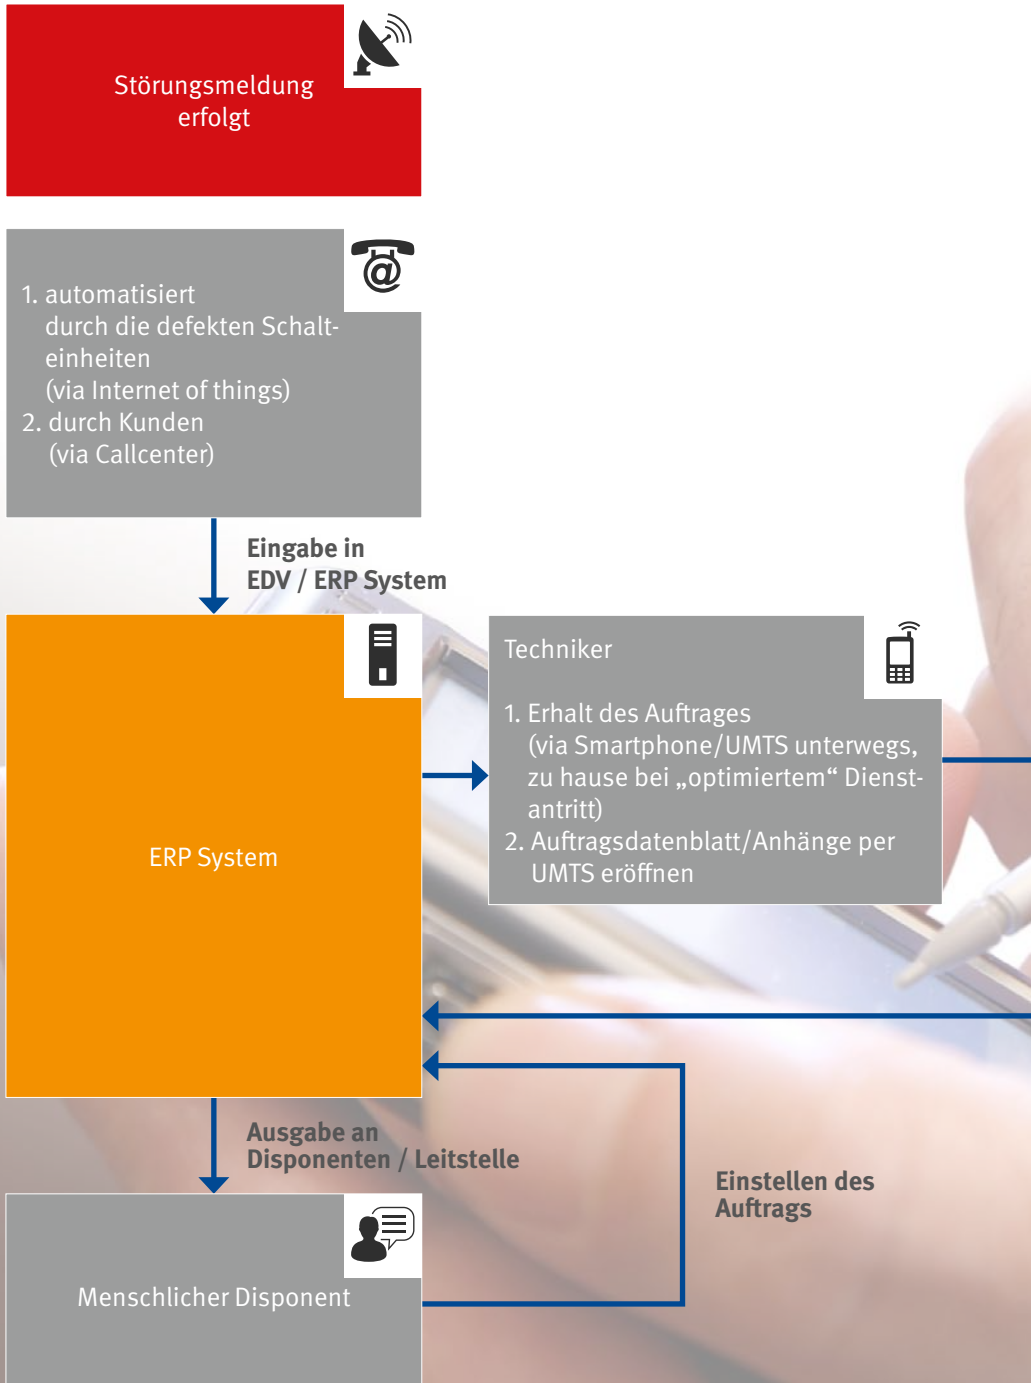 Störungsmeldung
erfolgt
1. automatisiert
durch die defekten Schalt-
einheiten
(via Internet of things)
2. durch Kunden
(via Callcenter)
Eingabe in
EDV / ERP System
ERP System
Techniker
1. Erhalt des Auftrages
(via Smartphone/UMTS unterwegs,
zu hause bei „optimiertem“ Dienst-
antritt)
2. Auftragsdatenblatt/Anhänge per
UMTS eröffnen
Ausgabe an
Disponenten / Leitstelle
Einstellen des
Auftrags
Menschlicher Disponent